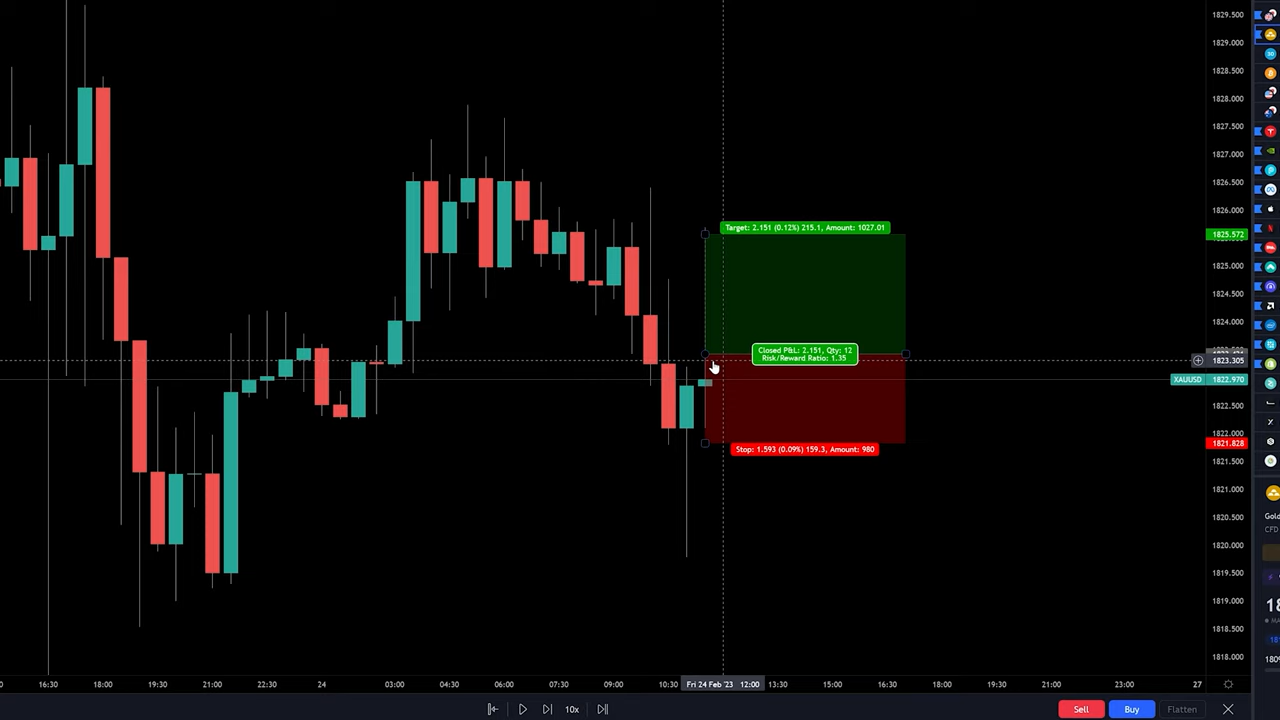 1829.500
1829.000
1828.500
1828.000
1827.500
1827.000
1826.500
1826.000
Target: 2.151 (0.12%) 215.1, Amount: 1027.01
1825.572
1825.000
1824.500
1824.000
Closed P&L: 2.151, Qty: 12
Risk/Reward Ratio: 1.35
1823.305
XAUUSD 1822.970
1822.500
1822.000
1821.828
Stop: 1.593 (0.09%) 159.3, Amount: 980
1821.500
1821.000
1820.500
1820.000
1819.500
1819.000
1818.500
1818.000
Gold
CFD
16:30 18:00 19:30 21:00 22:30 24 03:00 04:30 06:00 07:30 09:00 10:30 Fri 24 Feb '23 12:00 13:30 15:00 16:30 18:00 19:30 21:00 23:00 27
10x
Sell Buy Flatten